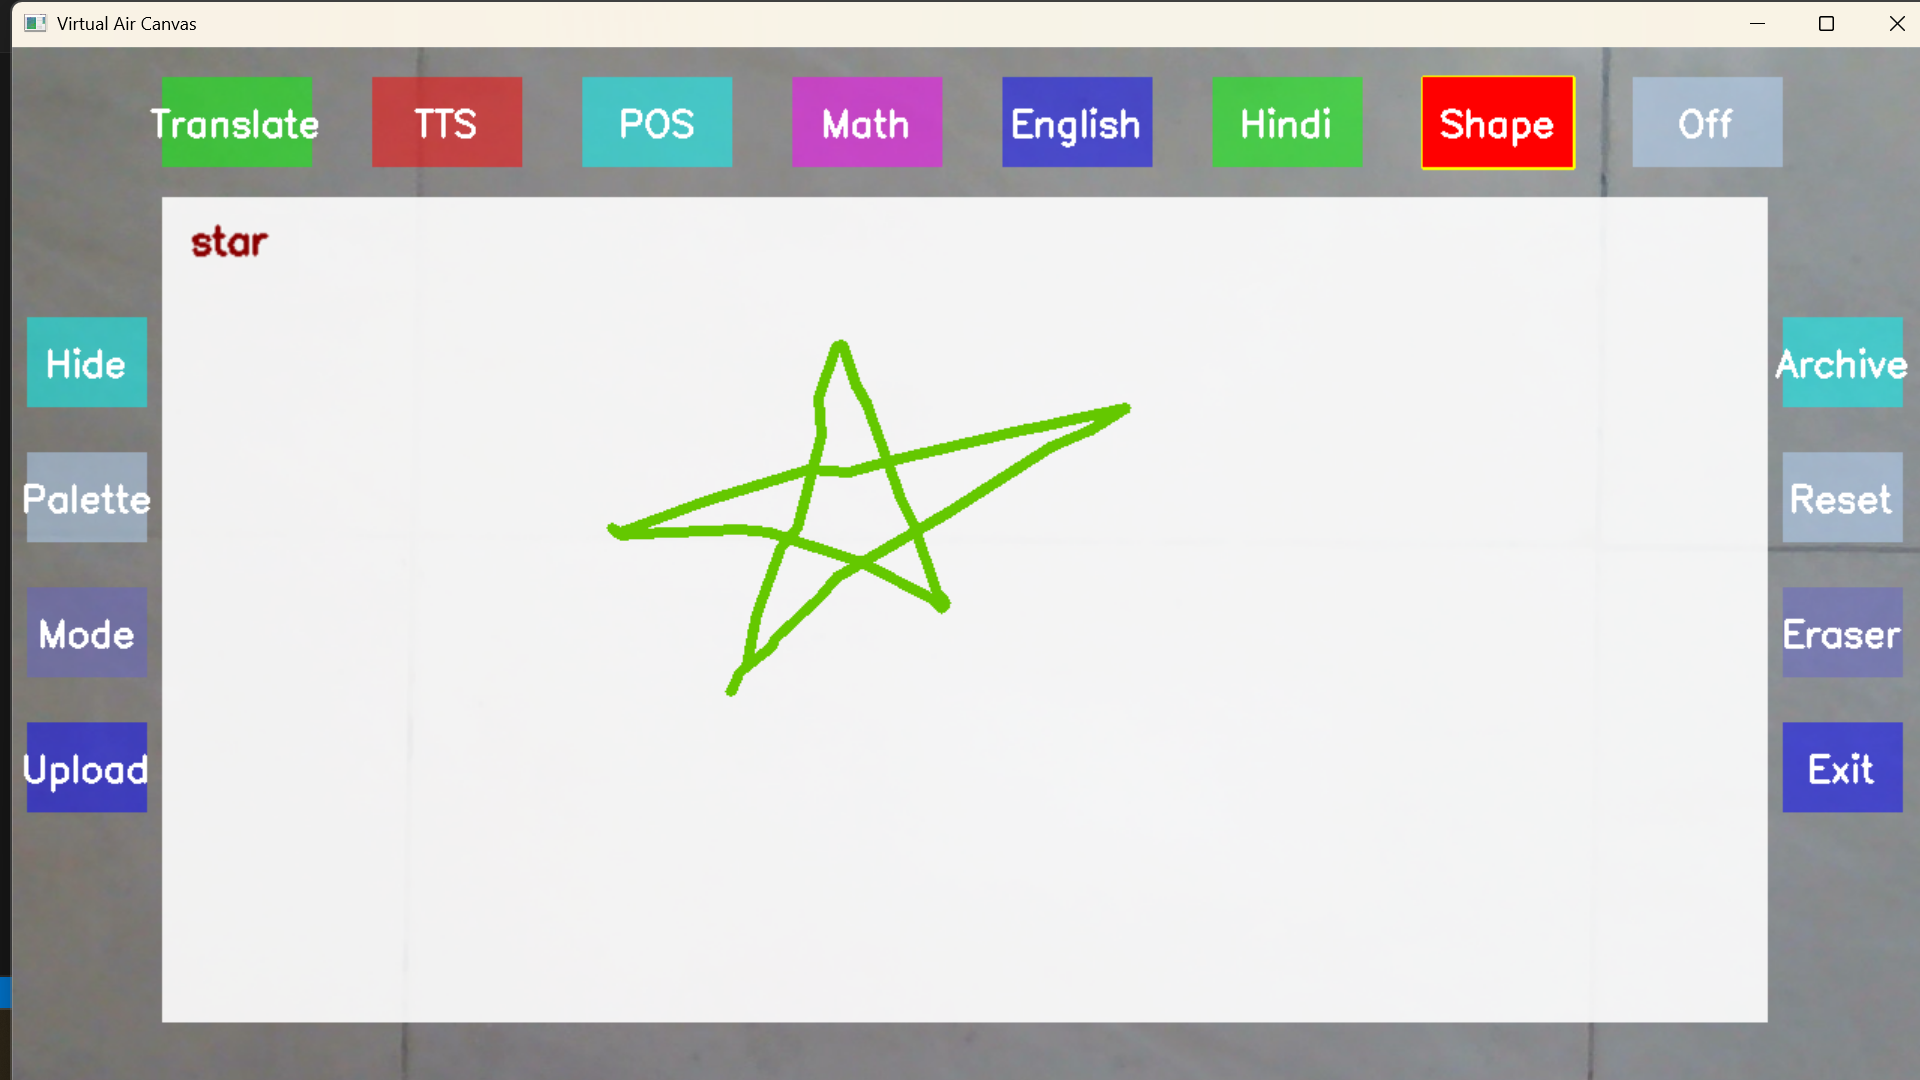 Virtual Air Canvas
Translate TTS POS Math English Hindi Shape Off
star
Hide Archive
Palette Reset
Mode Eraser
Upload Exit